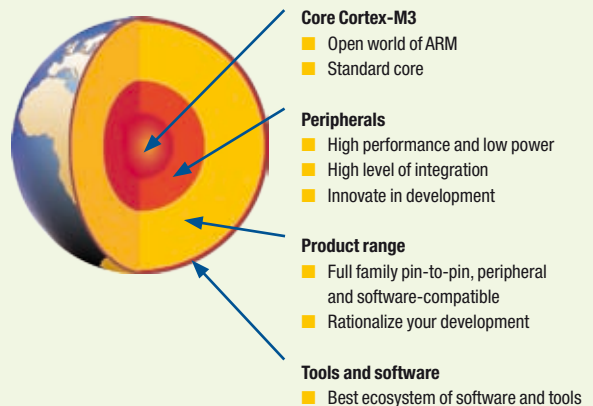 Core Cortex-M3
Open world of ARM
Standard core
Peripherals
High performance and low power
High level of integration
Innovate in development
Product range
Full family pin-to-pin, peripheral
and software-compatible
Rationalize your development
Tools and software
Best ecosystem of software and tools